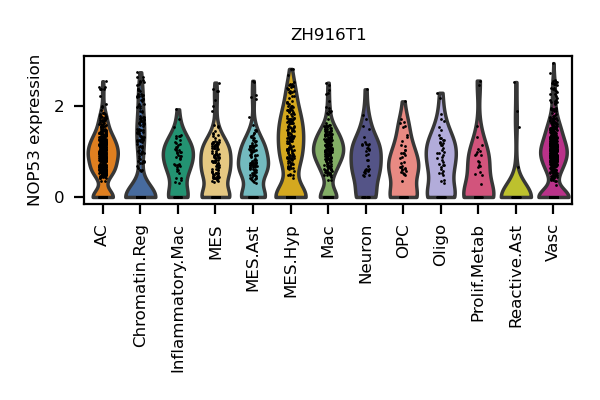 ZH916T1
NOP53 expression
2
0
AC
Chromatin.Reg
Inflammatory.Mac
MES
MES.Ast
MES.Hyp
Mac
Neuron
OPC
Oligo
Prolif.Metab
Reactive.Ast
Vasc